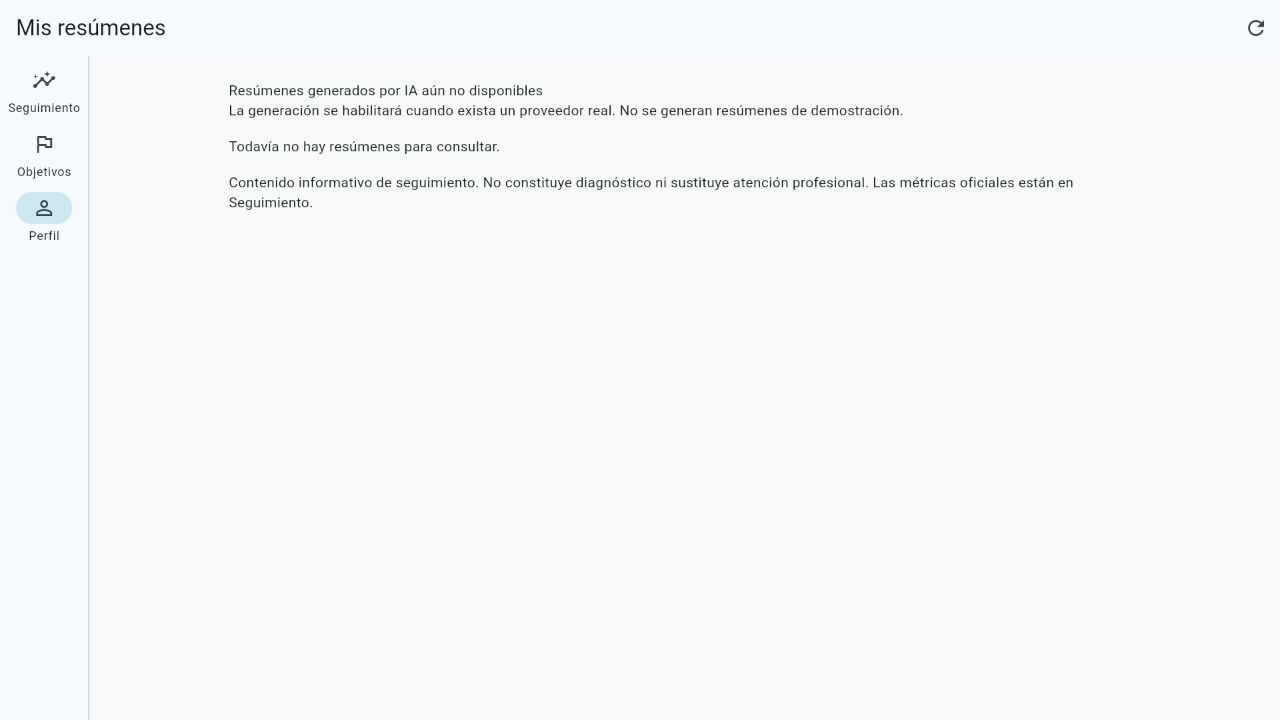 Mis resúmenes
Seguimiento
Objetivos
Perfil
Resúmenes generados por IA aún no disponibles
La generación se habilitará cuando exista un proveedor real. No se generan resúmenes de demostración.
Todavía no hay resúmenes para consultar.
Contenido informativo de seguimiento. No constituye diagnóstico ni sustituye atención profesional. Las métricas oficiales están en
Seguimiento.